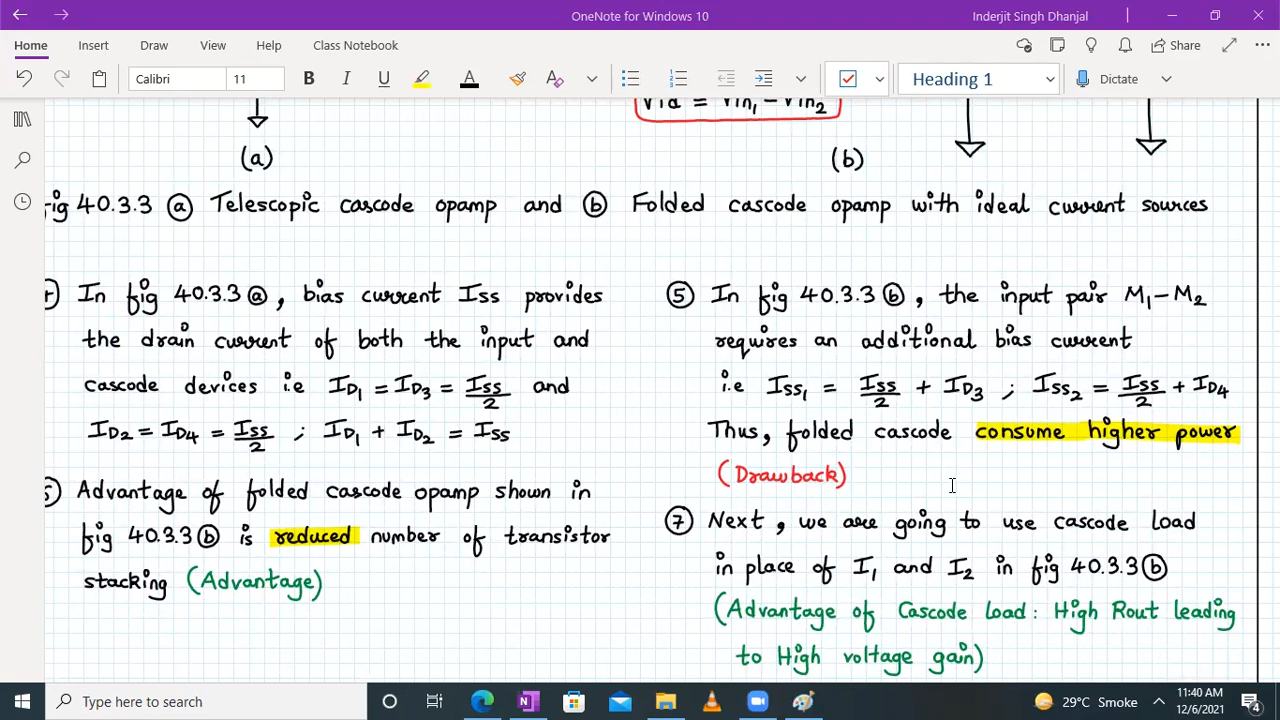 OneNote for Windows 10
Inderjit Singh Dhanjal
Home Insert Draw View Help Class Notebook Share
Calibri 11 B I U A Heading 1 Dictate
Vid = Vin1 - Vin2
(a)
(b)
Fig 40.3.3 ⓐ Telescopic cascode opamp and ⓑ Folded cascode opamp with ideal current sources
In fig 40.3.3 ⓐ, bias current Iss provides
the drain current of both the input and
cascode devices i.e ID1 = ID3 = Iss/2 and
ID2 = ID4 = Iss/2 ; ID1 + ID2 = Iss
Advantage of folded cascode opamp shown in
fig 40.3.3 ⓑ is reduced number of transistor
stacking (Advantage)
⑤ In fig 40.3.3 ⓑ, the input pair M1-M2
requires an additional bias current
i.e Iss1 = Iss/2 + ID3 ; Iss2 = Iss/2 + ID4
Thus, folded cascode consume higher power
(Drawback)
⑦ Next, we are going to use cascode load
in place of I1 and I2 in fig 40.3.3 ⓑ
(Advantage of Cascode load: High Rout leading
to High voltage gain)
Type here to search
29°C Smoke
11:40 AM
12/6/2021
4